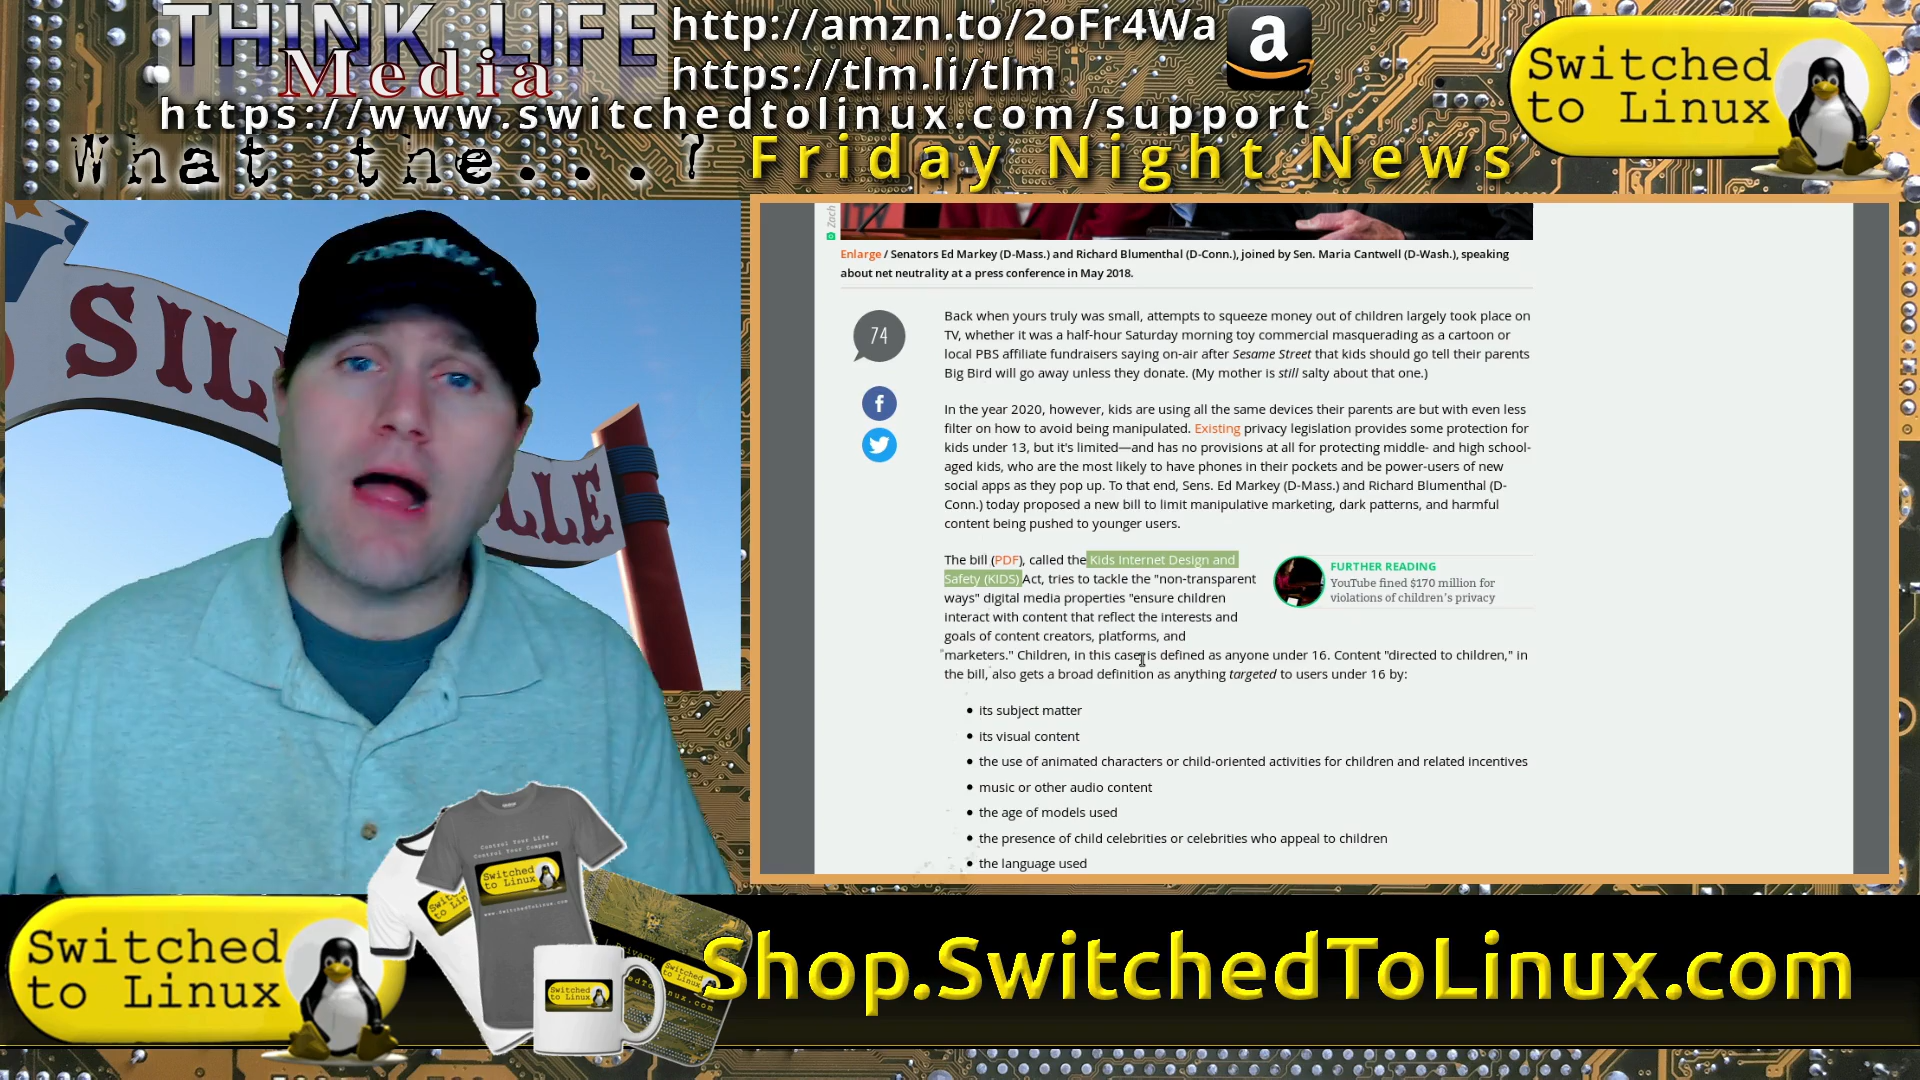 THINK LIFE
Media
http://amzn.to/2oFr4Wa
https://tlm.li/tlm
https://www.switchedtolinux.com/support
a
Switched
to Linux
What the...?
Friday Night News
SIL
LLE
Zach
Enlarge / Senators Ed Markey (D-Mass.) and Richard Blumenthal (D-Conn.), joined by Sen. Maria Cantwell (D-Wash.), speaking
about net neutrality at a press conference in May 2018.
74
Back when yours truly was small, attempts to squeeze money out of children largely took place on
TV, whether it was a half-hour Saturday morning toy commercial masquerading as a cartoon or
local PBS affiliate fundraisers saying on-air after Sesame Street that kids should go tell their parents
Big Bird will go away unless they donate. (My mother is still salty about that one.)
In the year 2020, however, kids are using all the same devices their parents are but with even less
filter on how to avoid being manipulated. Existing privacy legislation provides some protection for
kids under 13, but it's limited—and has no provisions at all for protecting middle- and high school-
aged kids, who are the most likely to have phones in their pockets and be power-users of new
social apps as they pop up. To that end, Sens. Ed Markey (D-Mass.) and Richard Blumenthal (D-
Conn.) today proposed a new bill to limit manipulative marketing, dark patterns, and harmful
content being pushed to younger users.
The bill (PDF), called the Kids Internet Design and
Safety (KIDS) Act, tries to tackle the "non-transparent
ways" digital media properties "ensure children
interact with content that reflect the interests and
goals of content creators, platforms, and
marketers." Children, in this case is defined as anyone under 16. Content "directed to children," in
the bill, also gets a broad definition as anything targeted to users under 16 by:
FURTHER READING
YouTube fined $170 million for
violations of children's privacy
its subject matter
its visual content
the use of animated characters or child-oriented activities for children and related incentives
music or other audio content
the age of models used
the presence of child celebrities or celebrities who appeal to children
the language used
Control Your Life
Control Your Computer
Switched
to Linux
www.SwitchedToLinux.com
Switched
to Linux
Switched
to Linux
Shop.SwitchedToLinux.com